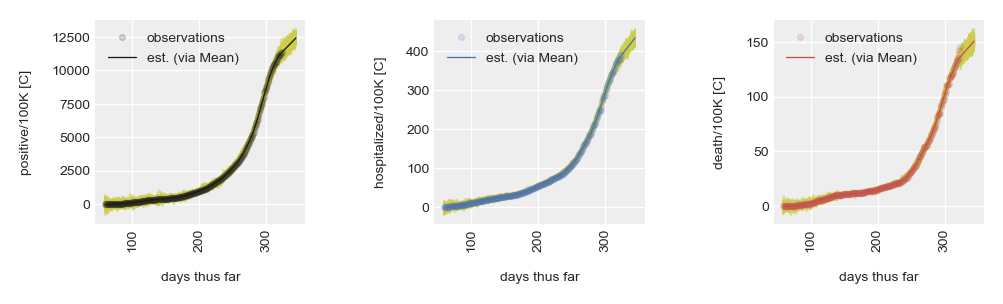 positive/100K [C]
12500
10000
7500
5000
2500
0
observations
est. (via Mean)
100
200
300
days thus far
hospitalized/100K [C]
400
300
200
100
0
observations
est. (via Mean)
100
200
300
days thus far
death/100K [C]
150
100
50
0
observations
est. (via Mean)
100
200
300
days thus far